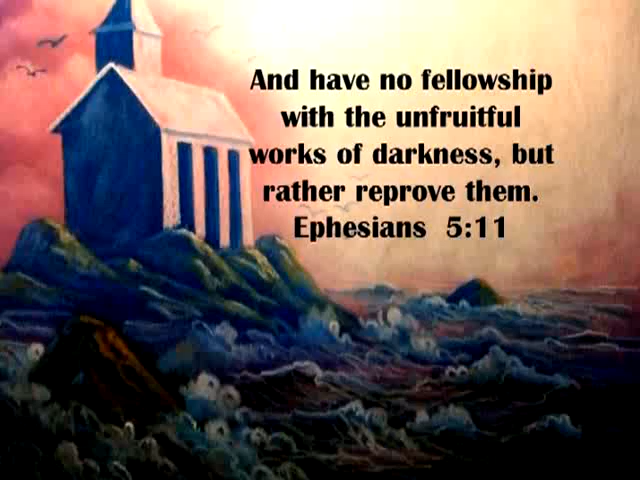 And have no fellowship
with the unfruitful
works of darkness, but
rather reprove them.
Ephesians 5:11